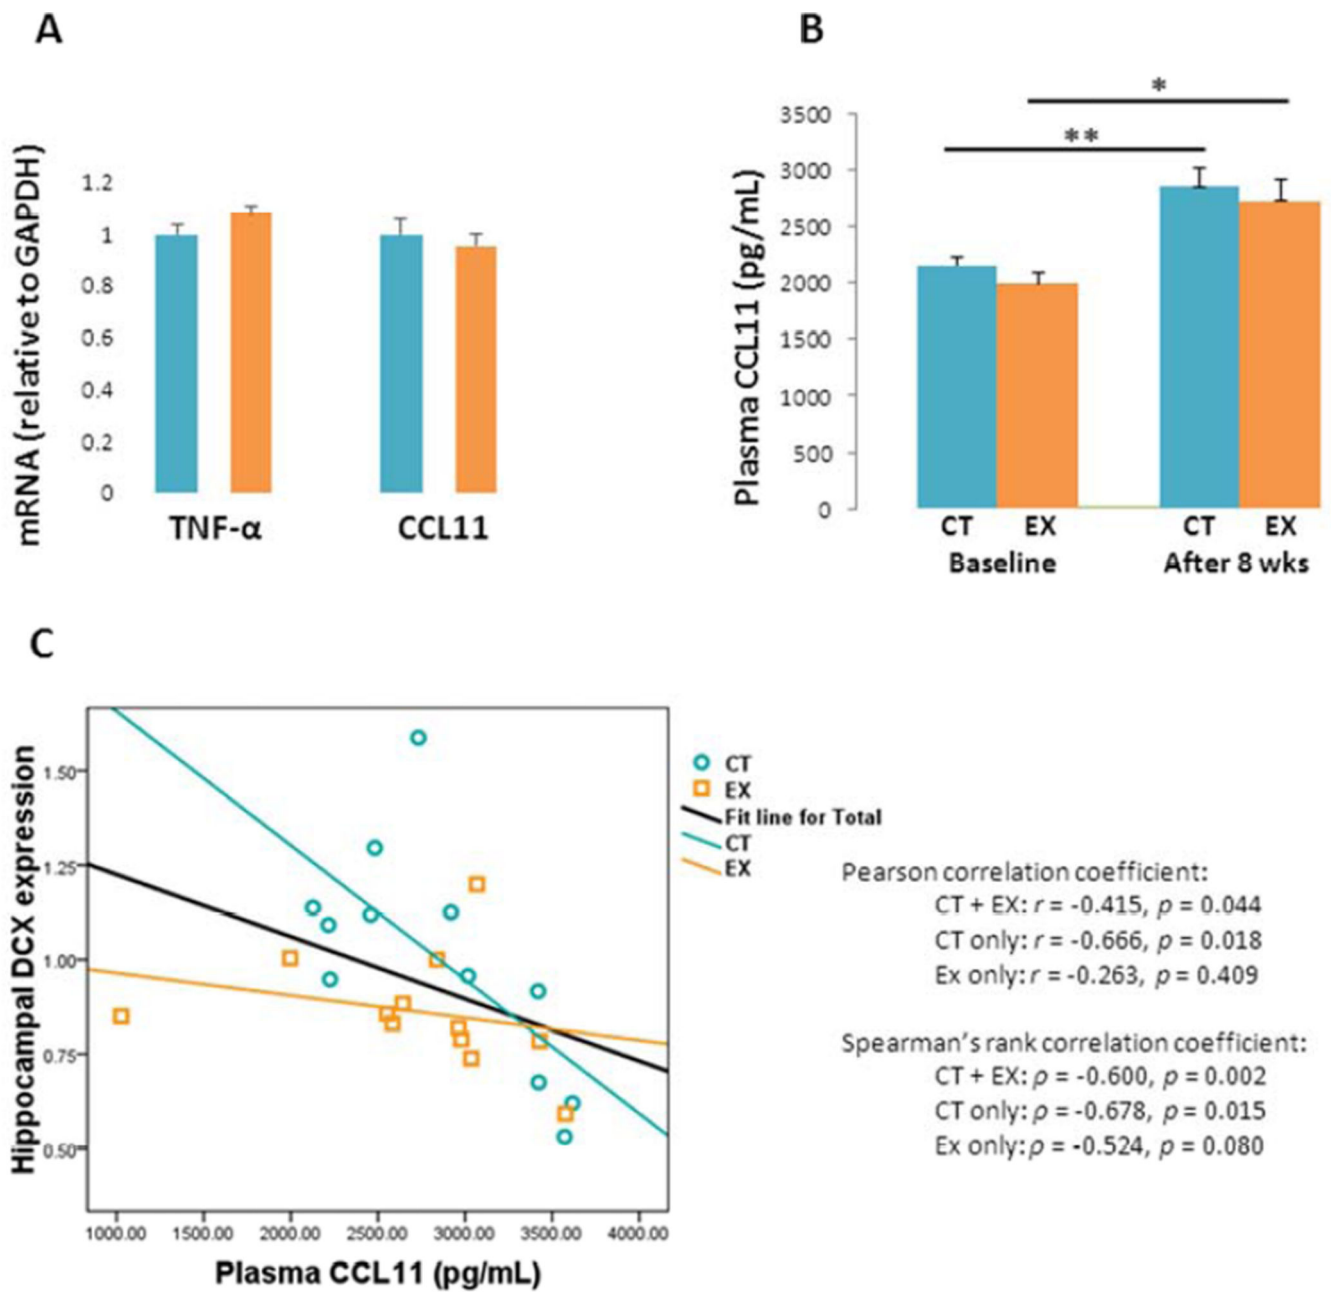 A
mRNA (relative to GAPDH)
1.2
1
0.8
0.6
0.4
0.2
0
TNF-α CCL11
B
Plasma CCL11 (pg/mL)
3500
3000
2500
2000
1500
1000
500
0
*
**
CT EX CT EX
Baseline After 8 wks
C
Hippocampal DCX expression
1.50
1.25
1.00
0.75
0.50
1000.00 1500.00 2000.00 2500.00 3000.00 3500.00 4000.00
Plasma CCL11 (pg/mL)
CT
EX
Fit line for Total
CT
EX
Pearson correlation coefficient:
CT + EX: r = -0.415, p = 0.044
CT only: r = -0.666, p = 0.018
Ex only: r = -0.263, p = 0.409
Spearman's rank correlation coefficient:
CT + EX: ρ = -0.600, p = 0.002
CT only: ρ = -0.678, p = 0.015
Ex only: ρ = -0.524, p = 0.080